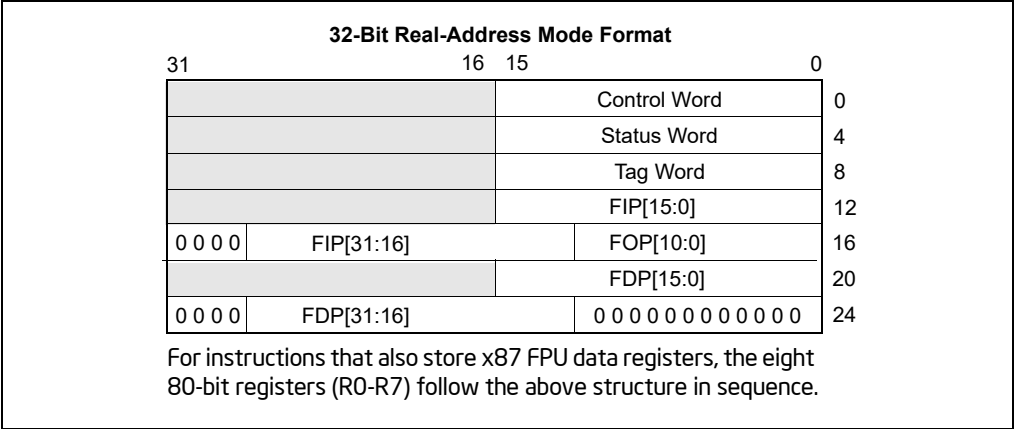 32-Bit Real-Address Mode Format
31 16 15 0
Control Word 0
Status Word 4
Tag Word 8
FIP[15:0] 12
0 0 0 0 FIP[31:16] FOP[10:0] 16
FDP[15:0] 20
0 0 0 0 FDP[31:16] 0 0 0 0 0 0 0 0 0 0 0 0 24
For instructions that also store x87 FPU data registers, the eight
80-bit registers (R0-R7) follow the above structure in sequence.